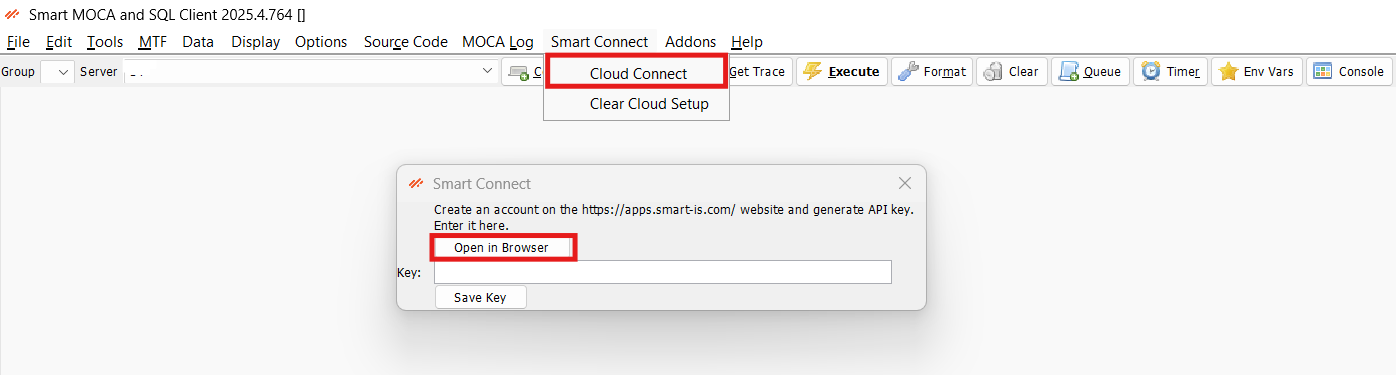 Smart MOCA and SQL Client 2025.4.764 []
File Edit Tools MTF Data Display Options Source Code MOCA Log Smart Connect Addons Help
Group Server Get Trace Execute Format Clear Queue Timer Env Vars Console
Cloud Connect
Clear Cloud Setup
Smart Connect
Create an account on the https://apps.smart-is.com/ website and generate API key.
Enter it here.
Open in Browser
Key:
Save Key